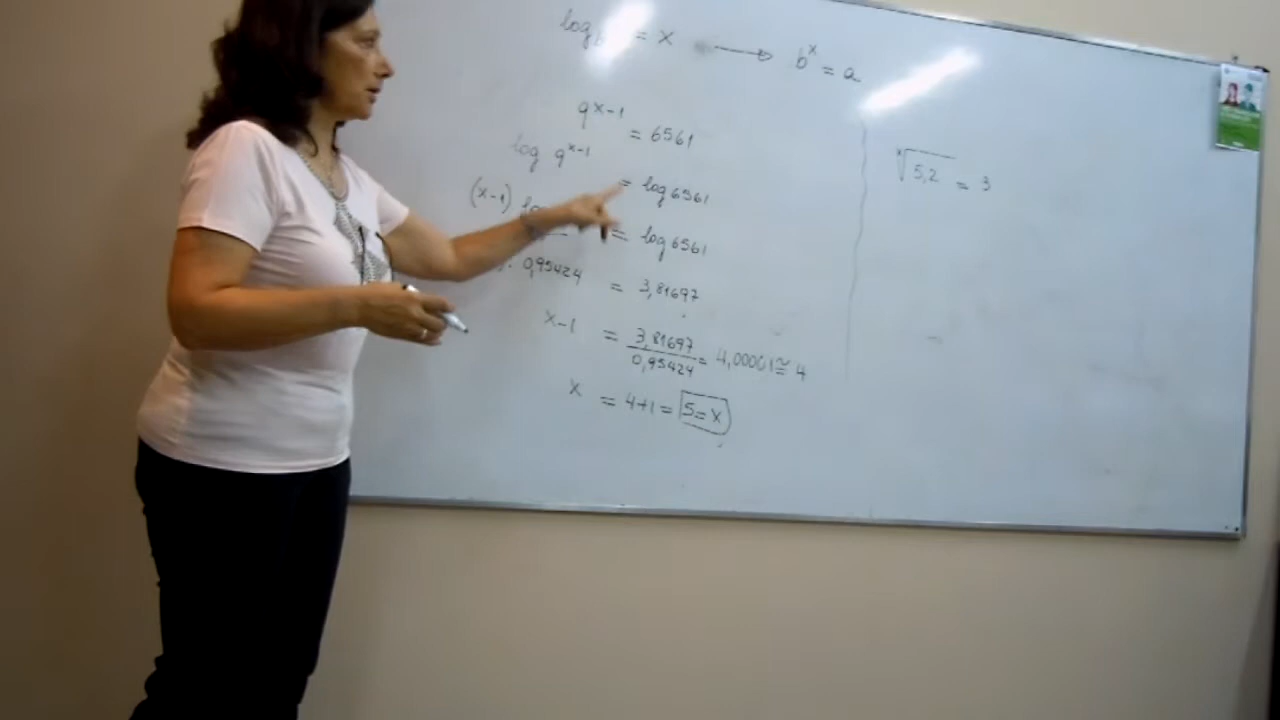 log_b = x → b^x = a
9^(x-1) = 6561
log 9^(x-1) = log 6561
(x-1) = log 6561
0,95424 = 3,81697
x-1 = 3,81697/0,95424 = 4,00001 ≅ 4
x = 4+1 = 5 = x
ˣ√5,2 = 3